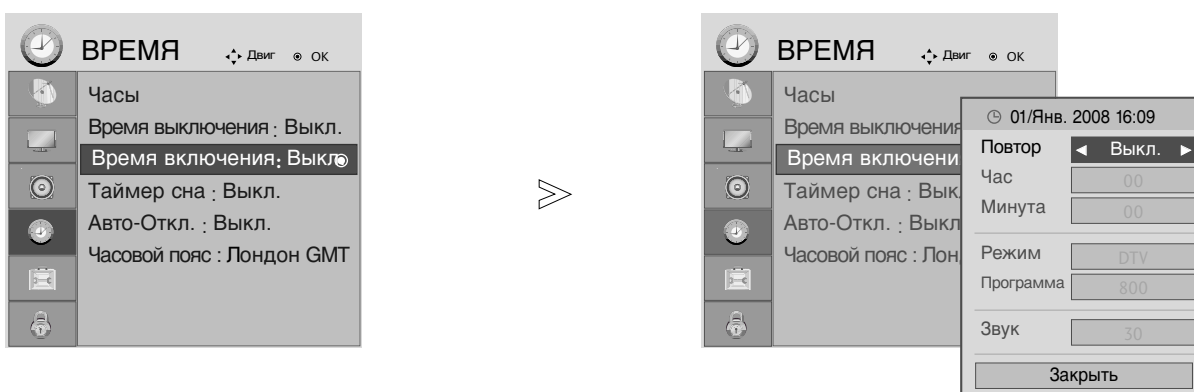 ВРЕМЯ Двиг ОК
Часы
Время выключения : Выкл.
Время включения: Выкл
Таймер сна : Выкл.
Авто-Откл. : Выкл.
Часовой пояс : Лондон GMT
ВРЕМЯ Двиг ОК
Часы
Время выключения
Время включени
Таймер сна : Вык
Авто-Откл. : Выкл
Часовой пояс : Лон
01/Янв. 2008 16:09
Повтор ◄ Выкл. ►
Час 00
Минута 00
Режим DTV
Программа 800
Звук 30
Закрыть